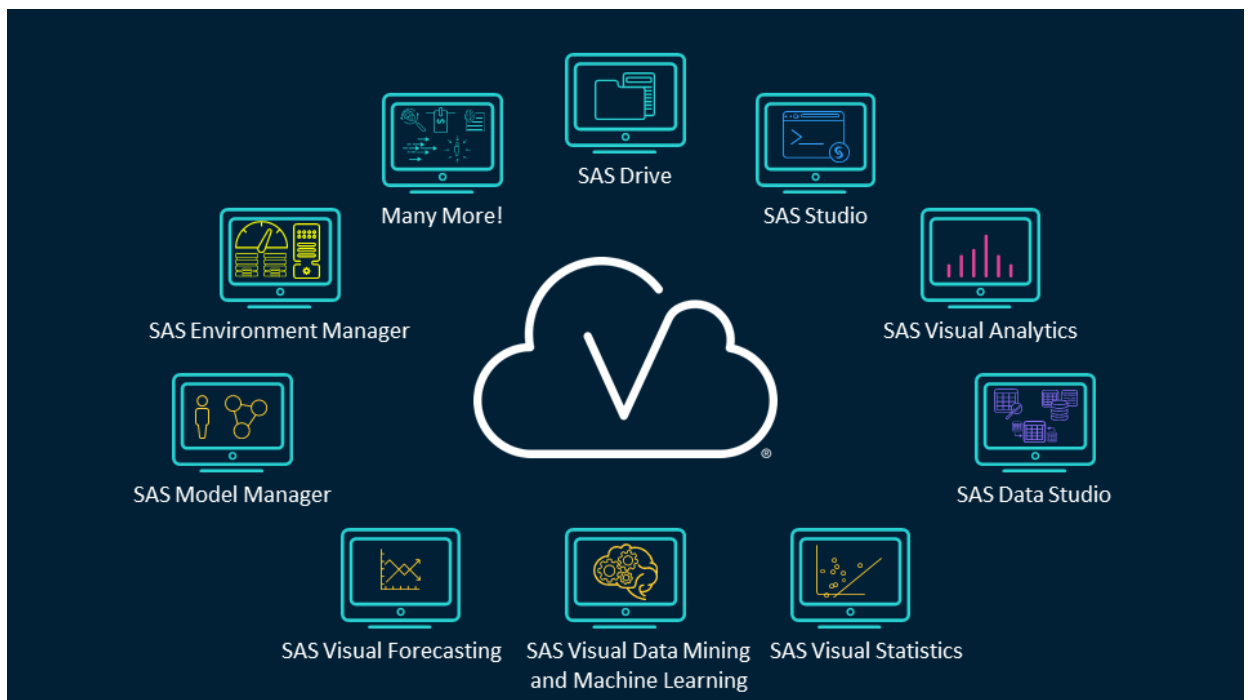 SAS Drive
Many More!
SAS Studio
SAS Environment Manager
SAS Visual Analytics
SAS Model Manager
SAS Data Studio
SAS Visual Forecasting
SAS Visual Data Mining
and Machine Learning
SAS Visual Statistics
®